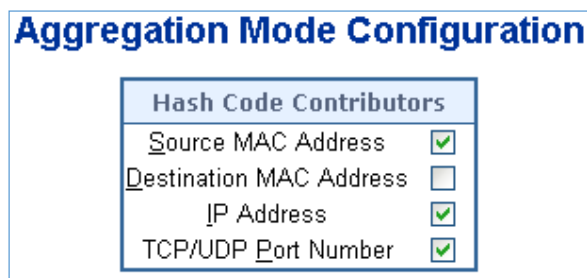 Aggregation Mode Configuration
Hash Code Contributors
Source MAC Address
Destination MAC Address
IP Address
TCP/UDP Port Number